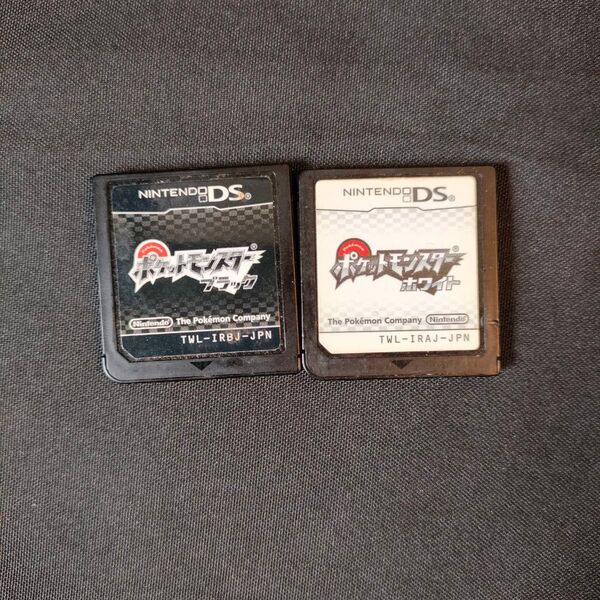 NINTENDO DS®
Pokémon
ポケットモンスター®
ブラック
Nintendo® The Pokémon Company
TWL-IRBJ-JPN
NINTENDO DS®
Pokémon
ポケットモンスター®
ホワイト
The Pokémon Company Nintendo®
TWL-IRAJ-JPN